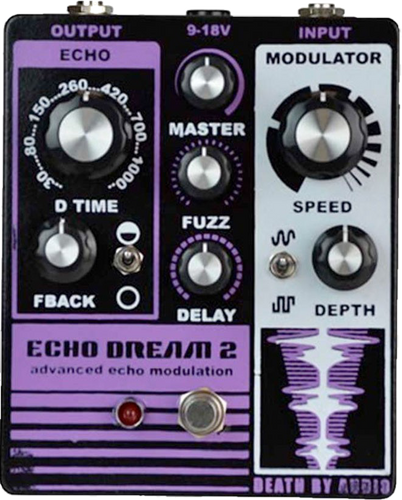 OUTPUT
9-18V
INPUT
ECHO
MODULATOR
30...80...150...260...420...700...1000...
MASTER
D TIME
SPEED
FUZZ
FBACK
DEPTH
DELAY
ECHO DREAM 2
advanced echo modulation
DEATH BY AUDIO